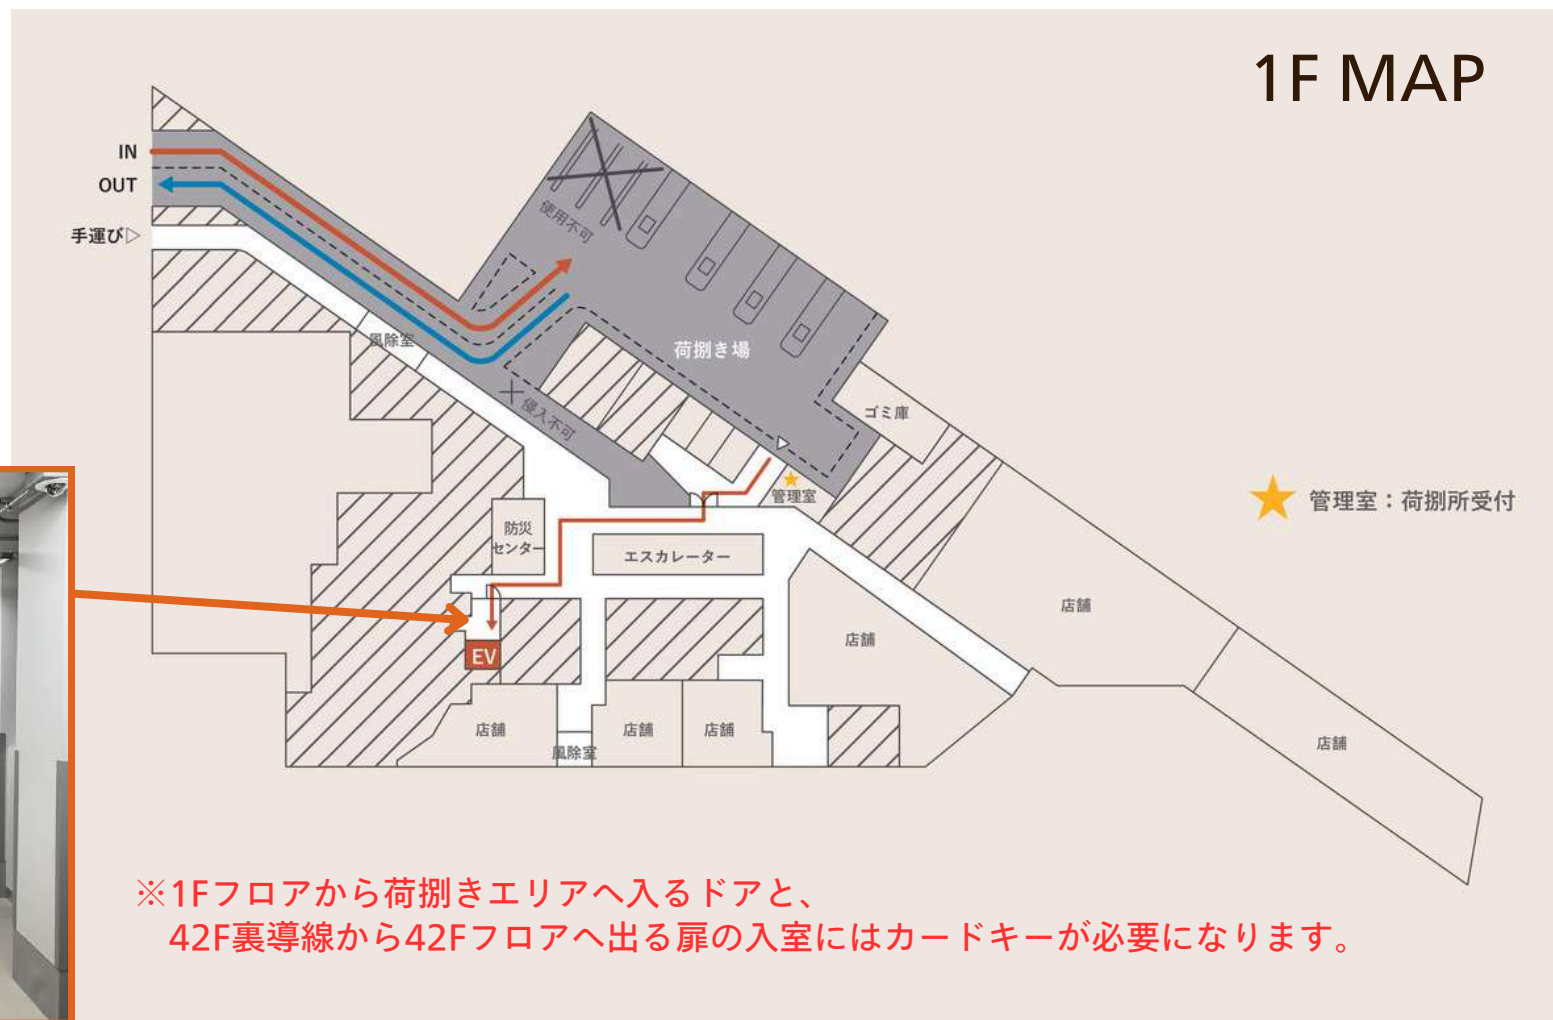 1F MAP
IN
OUT
手運び▷
使用不可
荷捌き場
風除室
侵入不可
ゴミ庫
★
管理室
★ 管理室：荷捌所受付
防災
センター
エスカレーター
EV
店舗
店舗
店舗
風除室
店舗
店舗
店舗
※1Fフロアから荷捌きエリアへ入るドアと、
42F裏導線から42Fフロアへ出る扉の入室にはカードキーが必要になります。